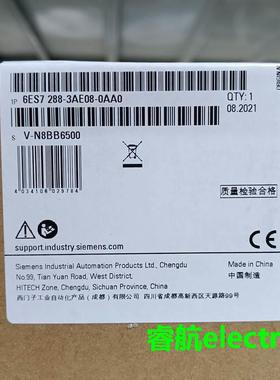 1P 6ES7 288-3AE08-0AA0
QTY: 1
08.2021
S V-N8BB6500
质量检验合格
support.industry.siemens.com
CE
Siemens Industrial Automation Products Ltd., Chengdu
No.99, Tian Yuan Road, West District,
HITECH Zone, Chengdu, Sichuan Province, China
Made in China
中国制造
西门子工业自动化产品（成都）有限公司 四川省成都高新西区天源路99号
睿航electri